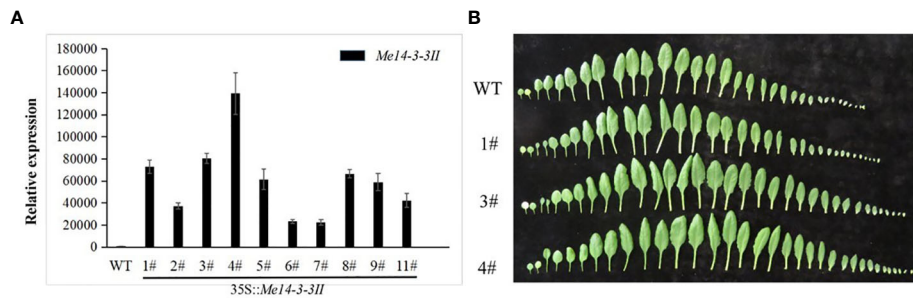 A
B
180000
160000
140000
120000
100000
80000
60000
40000
20000
0
Relative expression
Me14-3-3II
WT 1# 2# 3# 4# 5# 6# 7# 8# 9# 11#
35S::Me14-3-3II
WT
1#
3#
4#